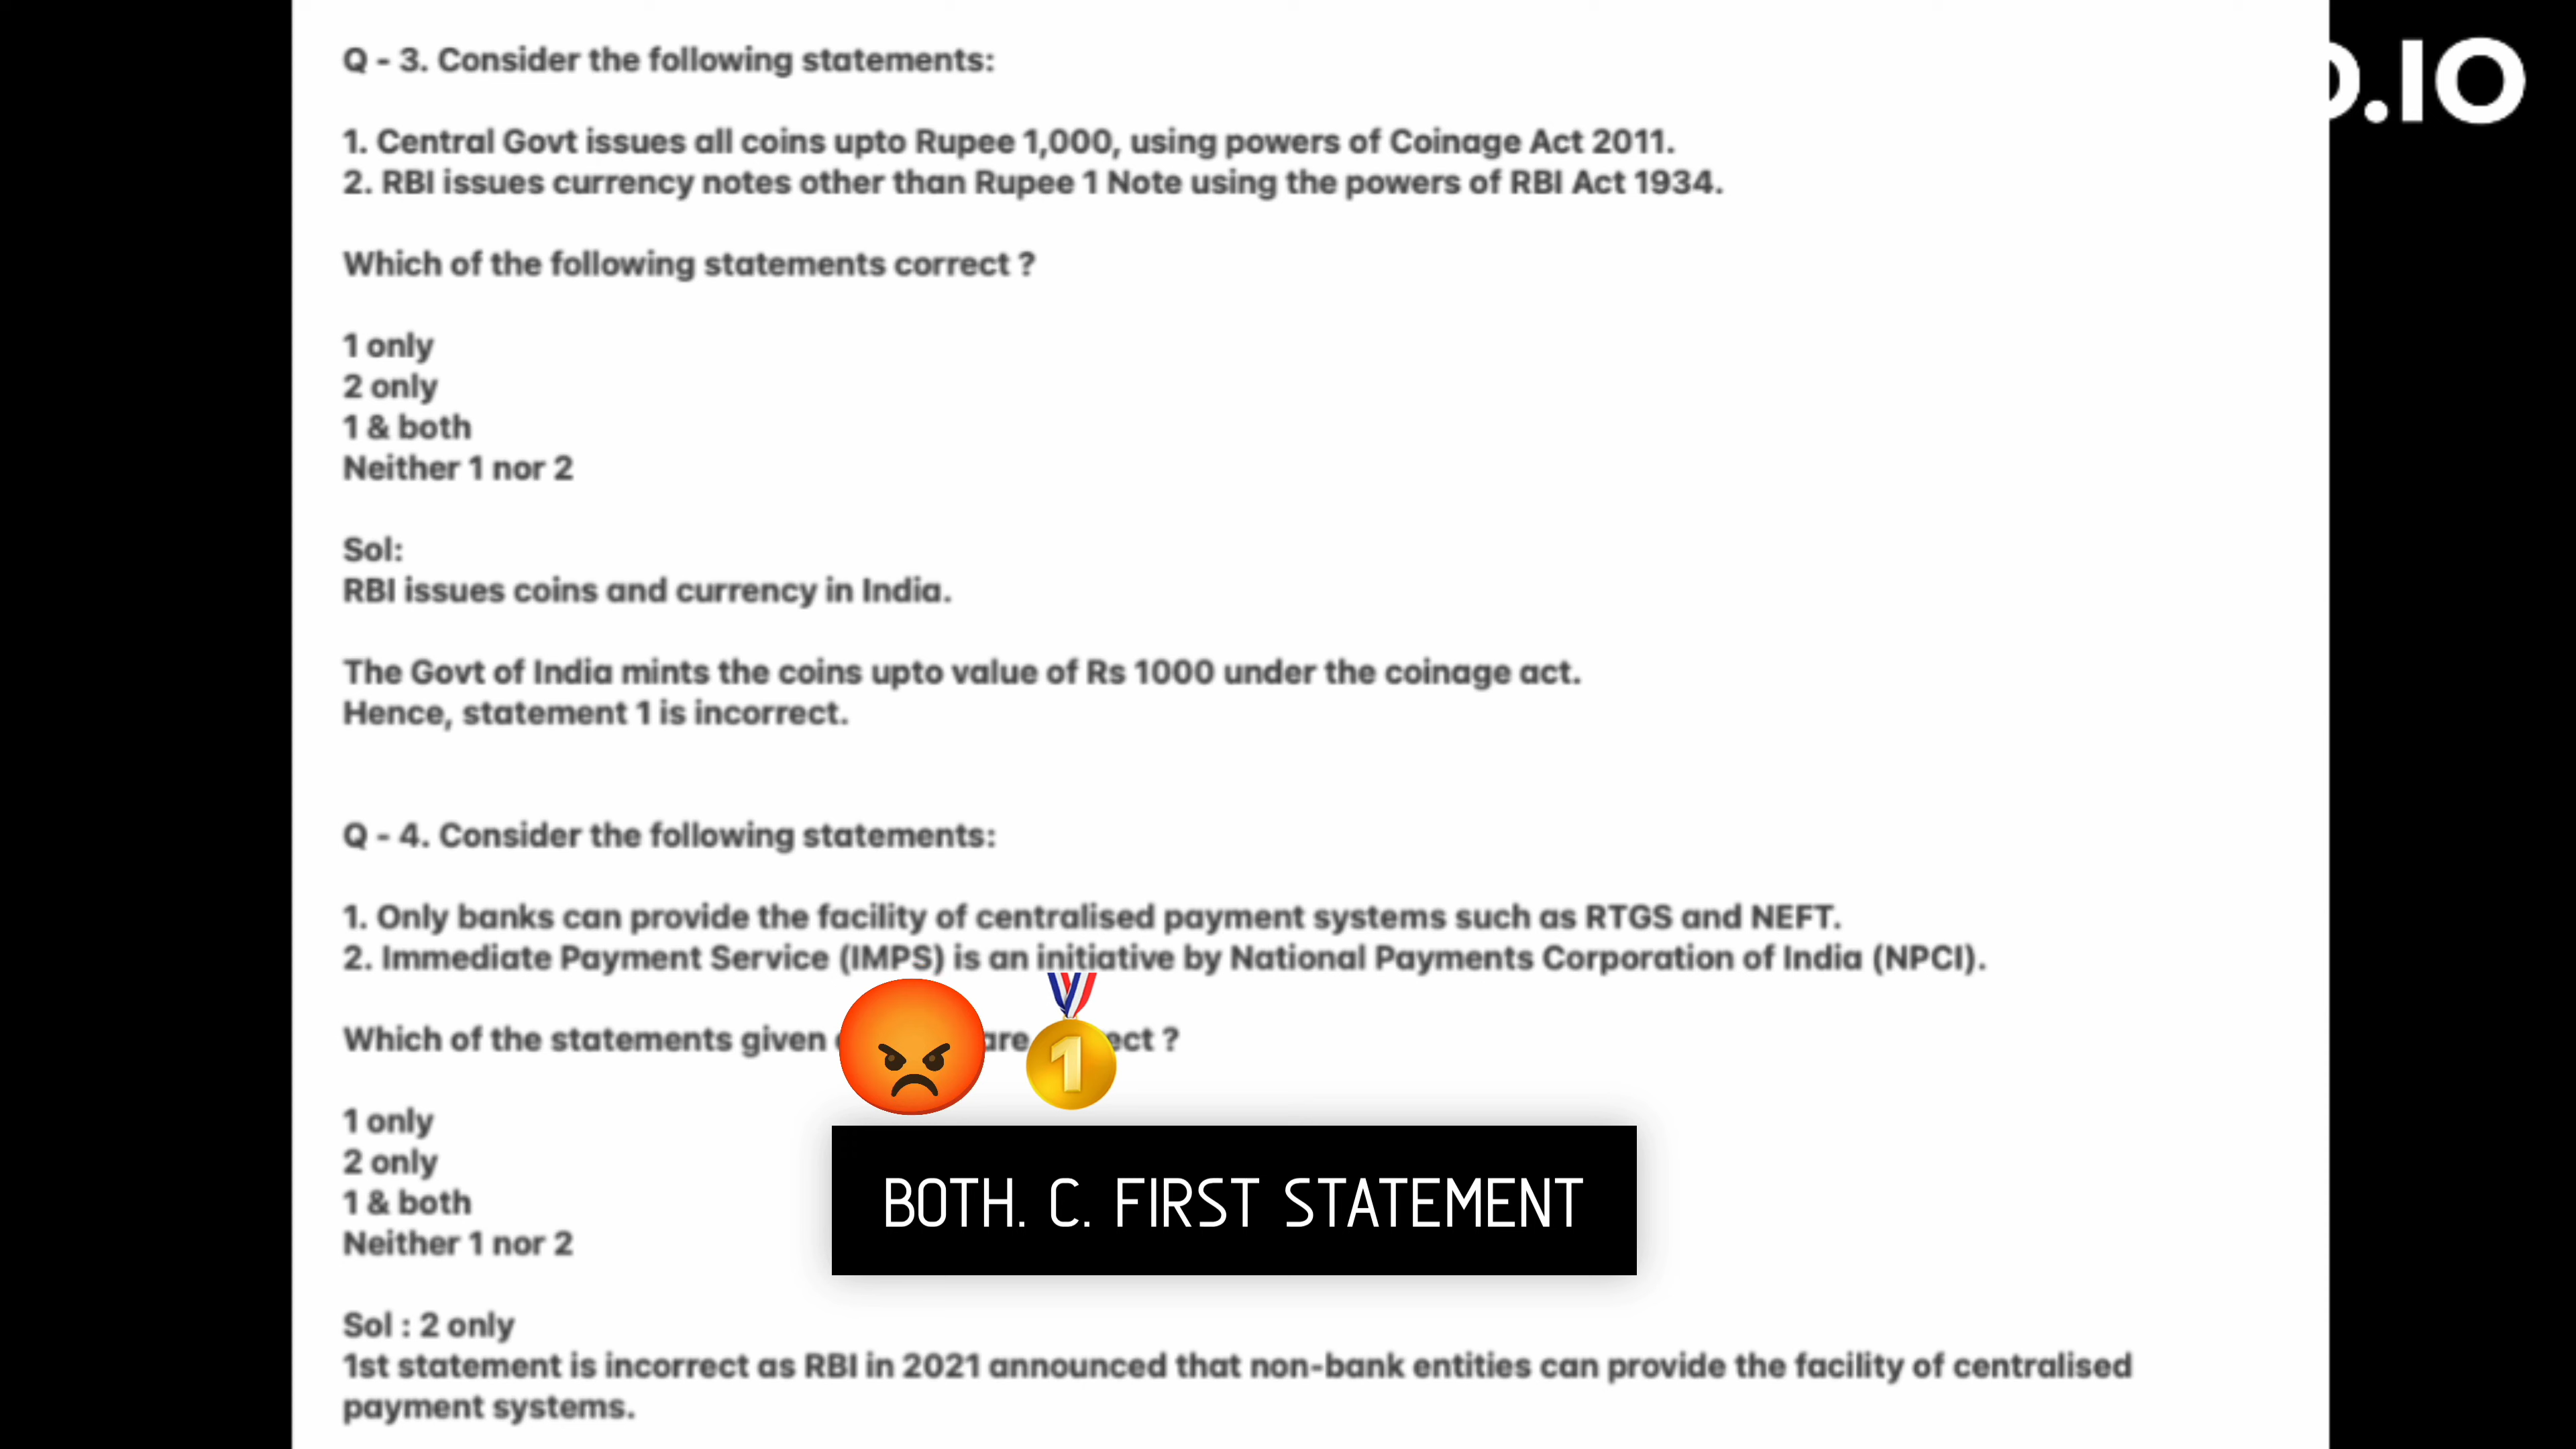 Q - 3. Consider the following statements:
1. Central Govt issues all coins upto Rupee 1,000, using powers of Coinage Act 2011.
2. RBI issues currency notes other than Rupee 1 Note using the powers of RBI Act 1934.
Which of the following statements correct ?
1 only
2 only
1 & both
Neither 1 nor 2
Sol:
RBI issues coins and currency in India.
The Govt of India mints the coins upto value of Rs 1000 under the coinage act.
Hence, statement 1 is incorrect.
Q - 4. Consider the following statements:
1. Only banks can provide the facility of centralised payment systems such as RTGS and NEFT.
2. Immediate Payment Service (IMPS) is an initiative by National Payments Corporation of India (NPCI).
Which of the statements given are ect ?
1 only
2 only
1 & both
Neither 1 nor 2
BOTH. C. FIRST STATEMENT
Sol : 2 only
1st statement is incorrect as RBI in 2021 announced that non-bank entities can provide the facility of centralised
payment systems.
.IO
1